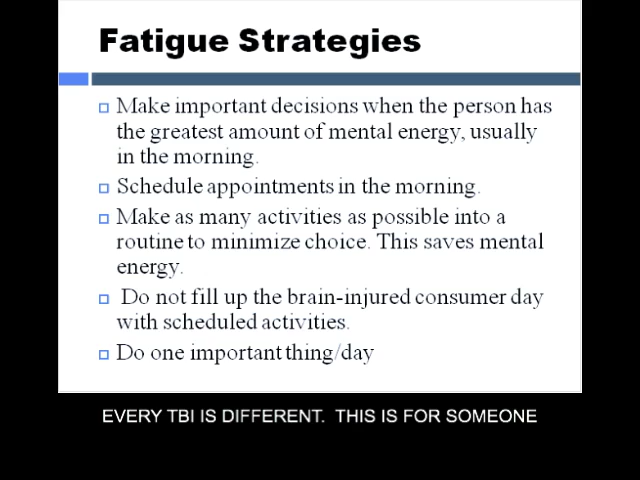 Fatigue Strategies
Make important decisions when the person has
the greatest amount of mental energy, usually
in the morning.
Schedule appointments in the morning.
Make as many activities as possible into a
routine to minimize choice. This saves mental
energy.
Do not fill up the brain-injured consumer day
with scheduled activities.
Do one important thing/day
EVERY TBI IS DIFFERENT.  THIS IS FOR SOMEONE